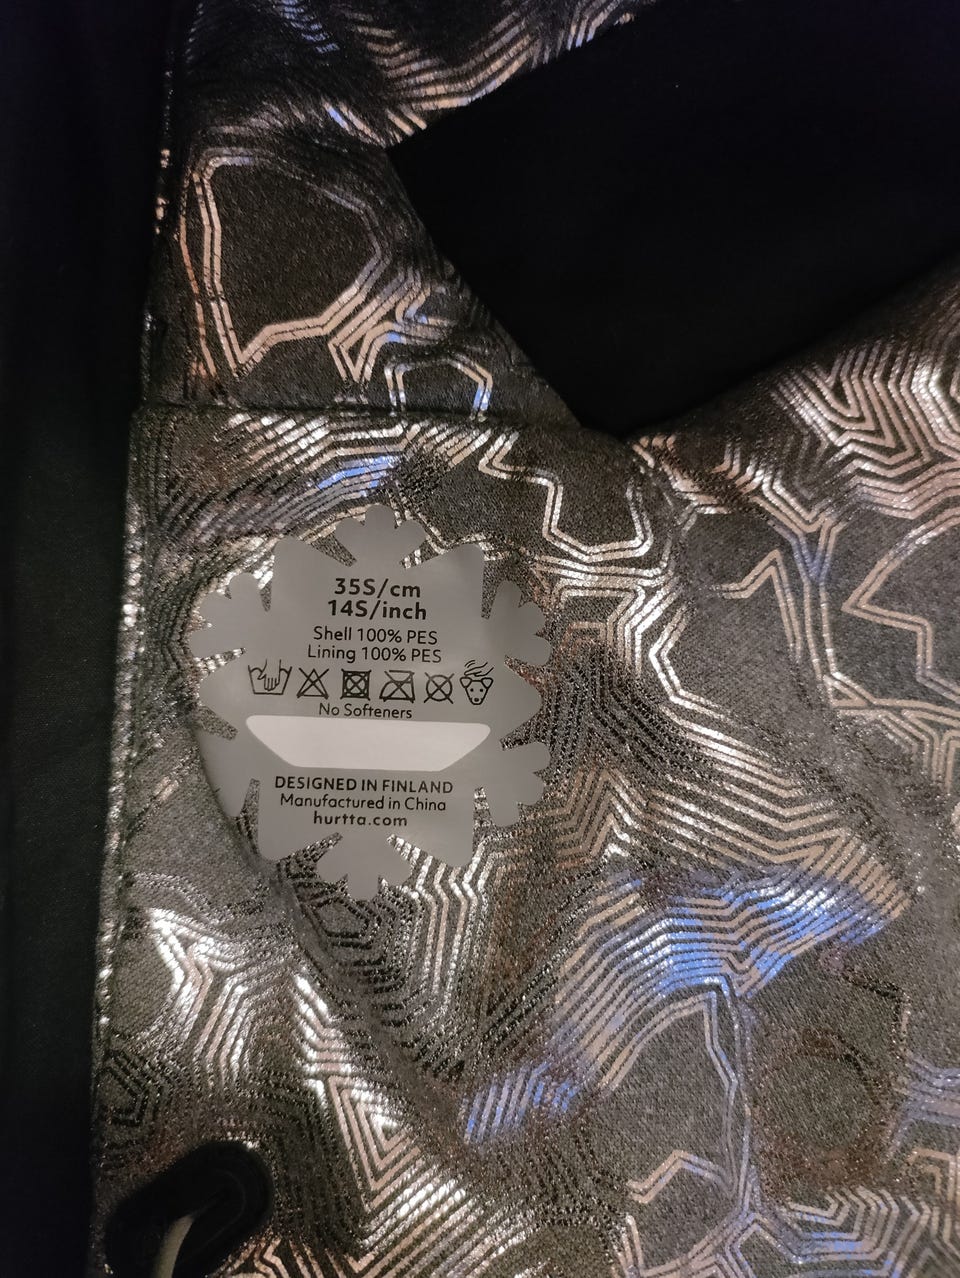 35S/cm
14S/inch
Shell 100% PES
Lining 100% PES
No Softeners
DESIGNED IN FINLAND
Manufactured in China
hurtta.com